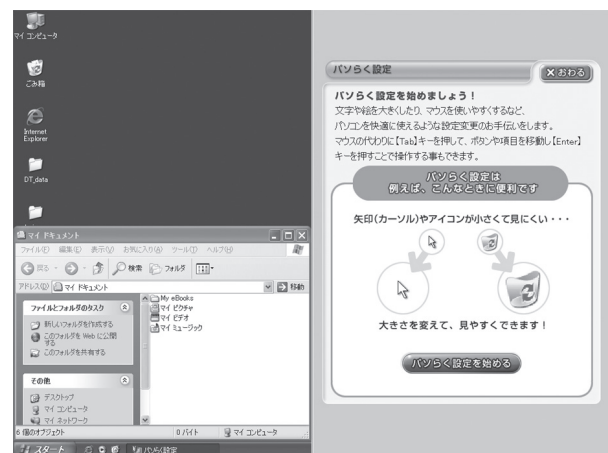 マイ コンピュータ
ごみ箱
Internet
Explorer
DT_data
マイ ドキュメント
ファイル(F) 編集(E) 表示(V) お気に入り(A) ツール(T) ヘルプ(H)
戻る 検索 フォルダ
アドレス(D) マイ ドキュメント 移動
ファイルとフォルダのタスク
新しいフォルダを作成する
このフォルダを Web に公開
する
このフォルダを共有する
その他
デスクトップ
マイ コンピュータ
マイ ネットワーク
My eBooks
マイ ピクチャ
マイ ビデオ
マイ ミュージック
6 個のオブジェクト 0 バイト マイ コンピュータ
スタート パソらく設定
パソらく設定
×おわる
パソらく設定を始めましょう!
文字や絵を大きくしたり、マウスを使いやすくするなど、
パソコンを快適に使えるような設定変更のお手伝いをします。
マウスの代わりに【Tab】キーを押して、ボタンや項目を移動し【Enter】
キーを押すことで操作する事もできます。
パソらく設定は
例えば、こんなときに便利です
矢印(カーソル)やアイコンが小さくて見にくい・・・
大きさを変えて、見やすくできます!
パソらく設定を始める